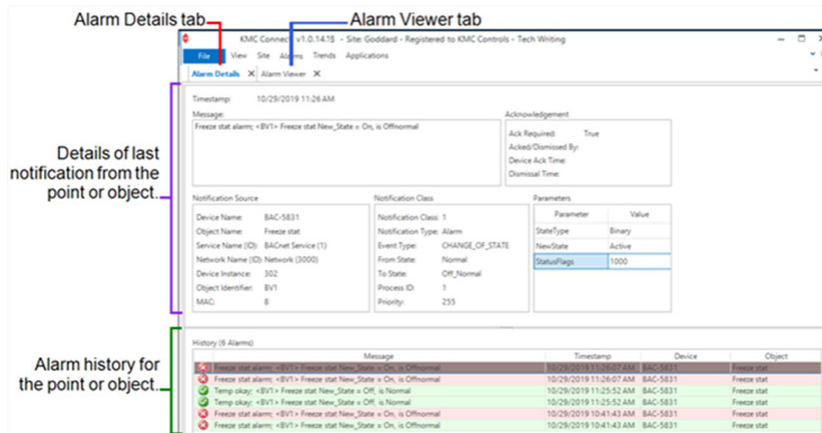 Alarm Details tab
Alarm Viewer tab
KMC Connect v1.0.14.15 - Site: Goddard - Registered to KMC Controls - Tech Writing
File View Site Alarms Trends Applications
Alarm Details X Alarm Viewer X
Details of last
notification from the
point or object.
Timestamp: 10/29/2019 11:26 AM
Message:
Freeze stat alarm; <BV1> Freeze stat New_State = On, is Offnormal
Acknowledgement
Ack Required: True
Acked/Dismissed By:
Device Ack Time:
Dismissal Time:
Notification Source
Device Name: BAC-5831
Object Name: Freeze stat
Service Name (ID): BACnet Service (1)
Network Name (ID): Network (3000)
Device Instance: 302
Object Identifier: BV1
MAC: 8
Notification Class
Notification Class: 1
Notification Type: Alarm
Event Type: CHANGE_OF_STATE
From State: Normal
To State: Off_Normal
Process ID: 1
Priority: 255
Parameters
Parameter Value
StateType Binary
NewState Active
StatusFlags 1000
Alarm history for
the point or object.
History (6 Alarms)
Message Timestamp Device Object
Freeze stat alarm; <BV1> Freeze stat New_State = On, is Offnormal 10/29/2019 11:26:07 AM BAC-5831 Freeze stat
Freeze stat alarm; <BV1> Freeze stat New_State = On, is Offnormal 10/29/2019 11:26:07 AM BAC-5831 Freeze stat
Temp okay; <BV1> Freeze stat New_State = Off, is Normal 10/29/2019 11:25:52 AM BAC-5831 Freeze stat
Temp okay; <BV1> Freeze stat New_State = Off, is Normal 10/29/2019 11:25:52 AM BAC-5831 Freeze stat
Freeze stat alarm; <BV1> Freeze stat New_State = On, is Offnormal 10/29/2019 10:41:43 AM BAC-5831 Freeze stat
Freeze stat alarm; <BV1> Freeze stat New_State = On, is Offnormal 10/29/2019 10:41:43 AM BAC-5831 Freeze stat